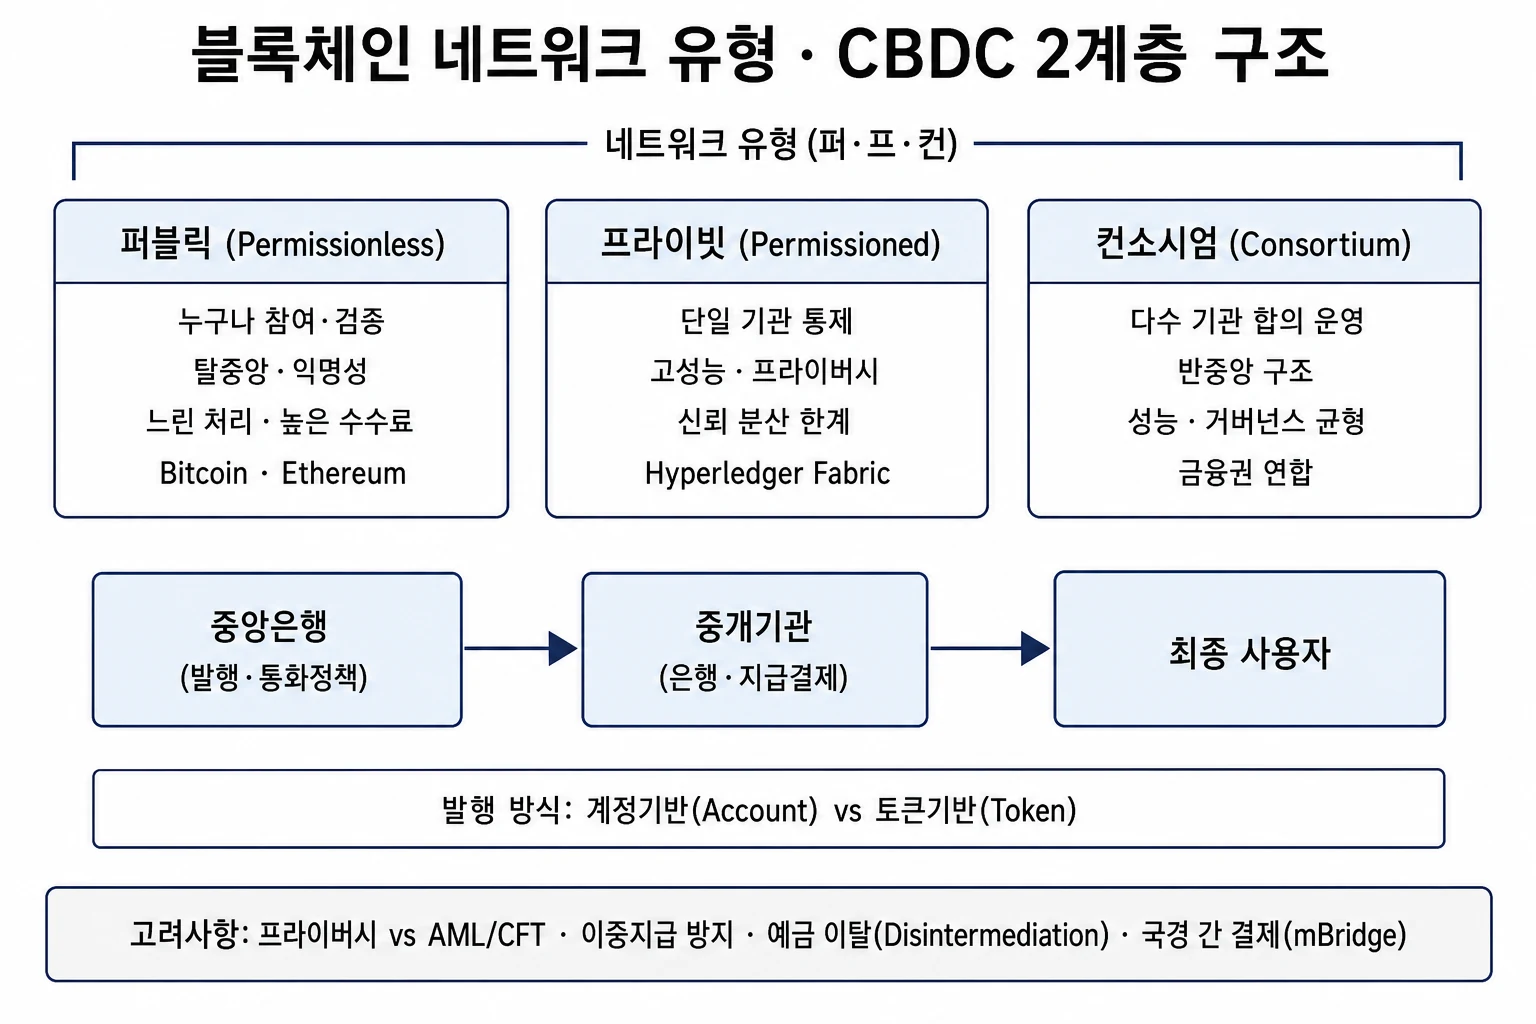 블록체인 네트워크 유형 · CBDC 2계층 구조
네트워크 유형 (퍼·프·컨)
퍼블릭 (Permissionless)
누구나 참여·검종
탈중앙·익명성
느린 처리 · 높은 수수료
Bitcoin · Ethereum
프라이빗 (Permissioned)
단일 기관 통제
고성능 · 프라이버시
신뢰 분산 한계
Hyperledger Fabric
컨소시엄 (Consortium)
다수 기관 합의 운영
반중앙 구조
성능 · 거버넌스 균형
금융권 연합
중앙은행
(발행·통화정책)
중개기관
(은행·지급결제)
최종 사용자
발행 방식: 계정기반(Account) vs 토큰기반(Token)
고려사항: 프라이버시 vs AML/CFT · 이중지급 방지 · 예금 이탈(Disintermediation) · 국경 간 결제(mBridge)